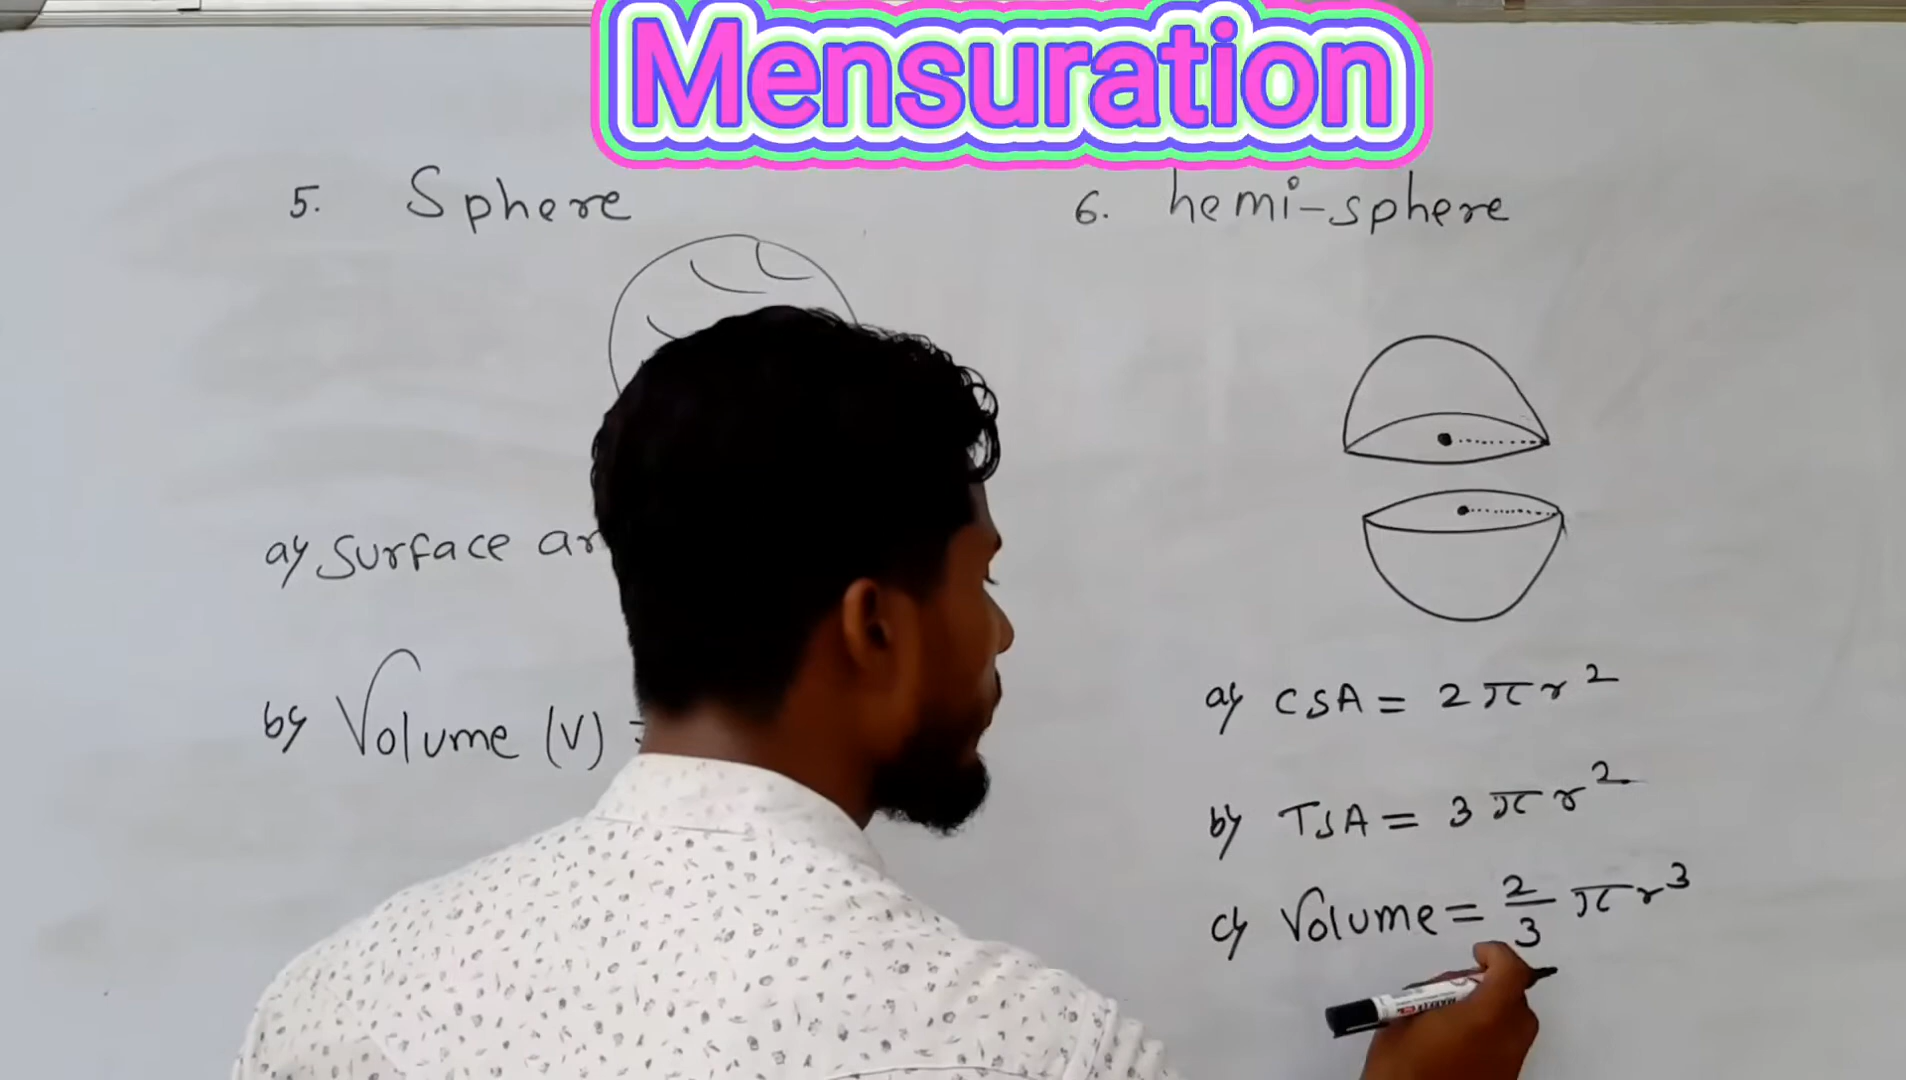 Mensuration
5. Sphere
a) Surface ar
b) Volume (V) =
6. hemi-sphere
a) CSA = 2πr²
b) TSA = 3πr²
c) Volume = 2/3 πr³